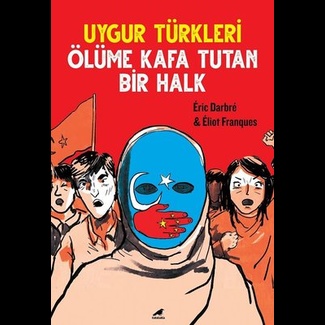 UYGUR TÜRKLERİ
ÖLÜME KAFA TUTAN
BİR HALK
Éric Darbré
& Éliot Franques